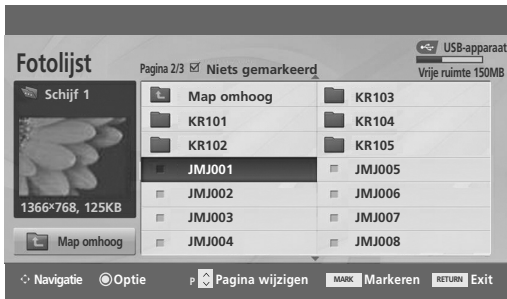 USB-apparaat
Fotolijst
Pagina 2/3 Niets gemarkeerd
Vrije ruimte 150MB
Schijf 1
1366×768, 125KB
Map omhoog
Map omhoog
KR101
KR102
JMJ001
JMJ002
JMJ003
JMJ004
KR103
KR104
KR105
JMJ005
JMJ006
JMJ007
JMJ008
Navigatie Optie P Pagina wijzigen MARK Markeren RETURN Exit